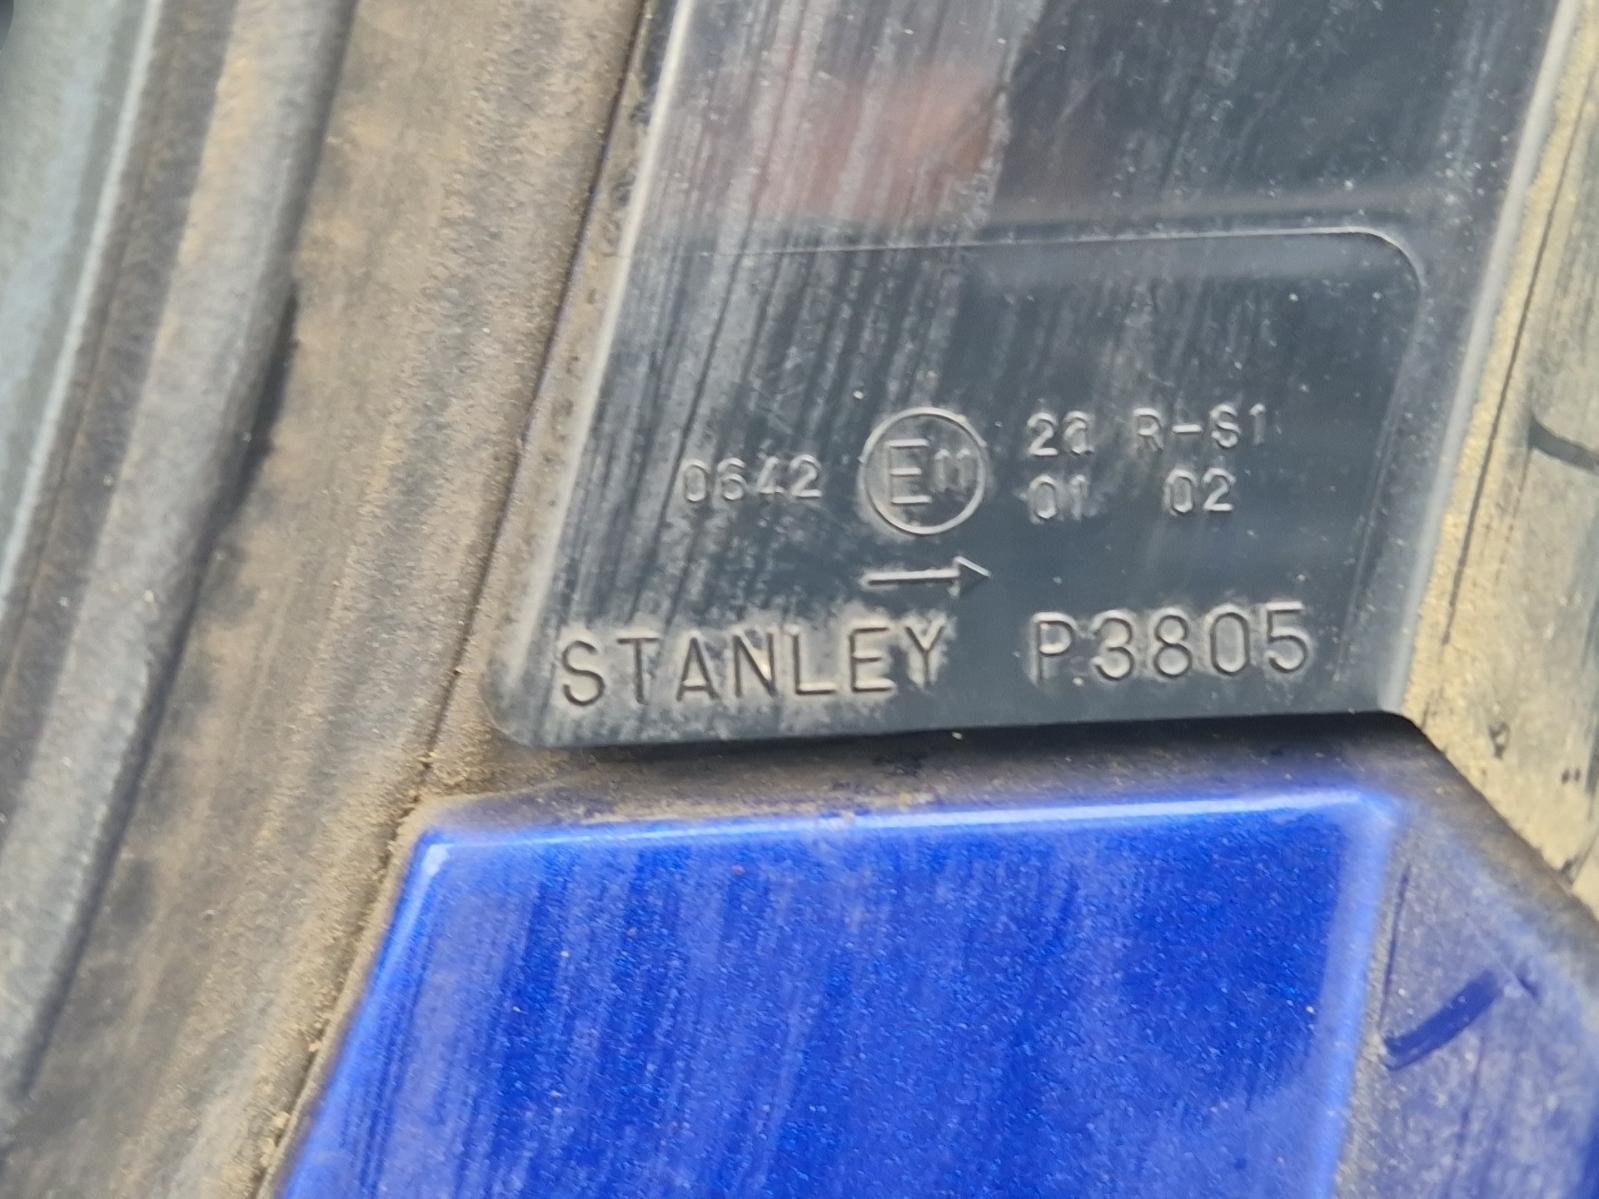 2a R-S1
0642 E11 01 02
→
STANLEY P3805